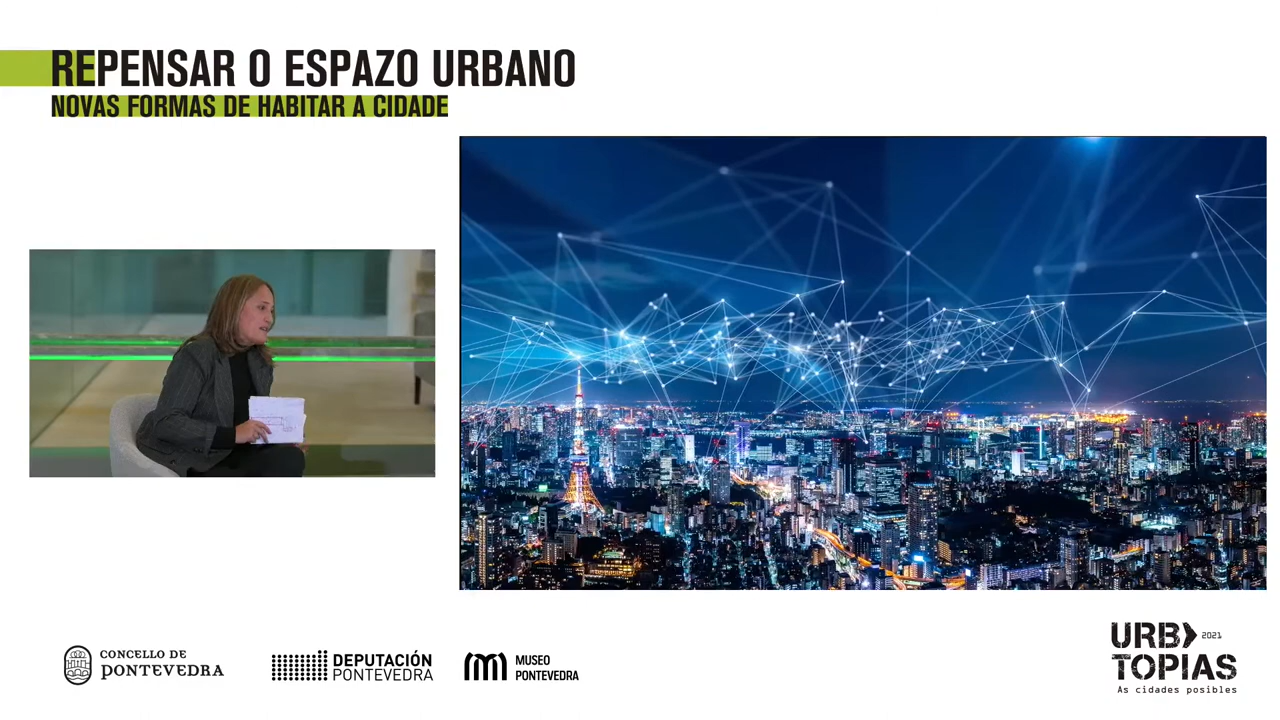 REPENSAR O ESPAZO URBANO
NOVAS FORMAS DE HABITAR A CIDADE
CONCELLO DE
PONTEVEDRA
DEPUTACIÓN
PONTEVEDRA
MUSEO
PONTEVEDRA
URB 2021
TOPIAS
As cidades posibles